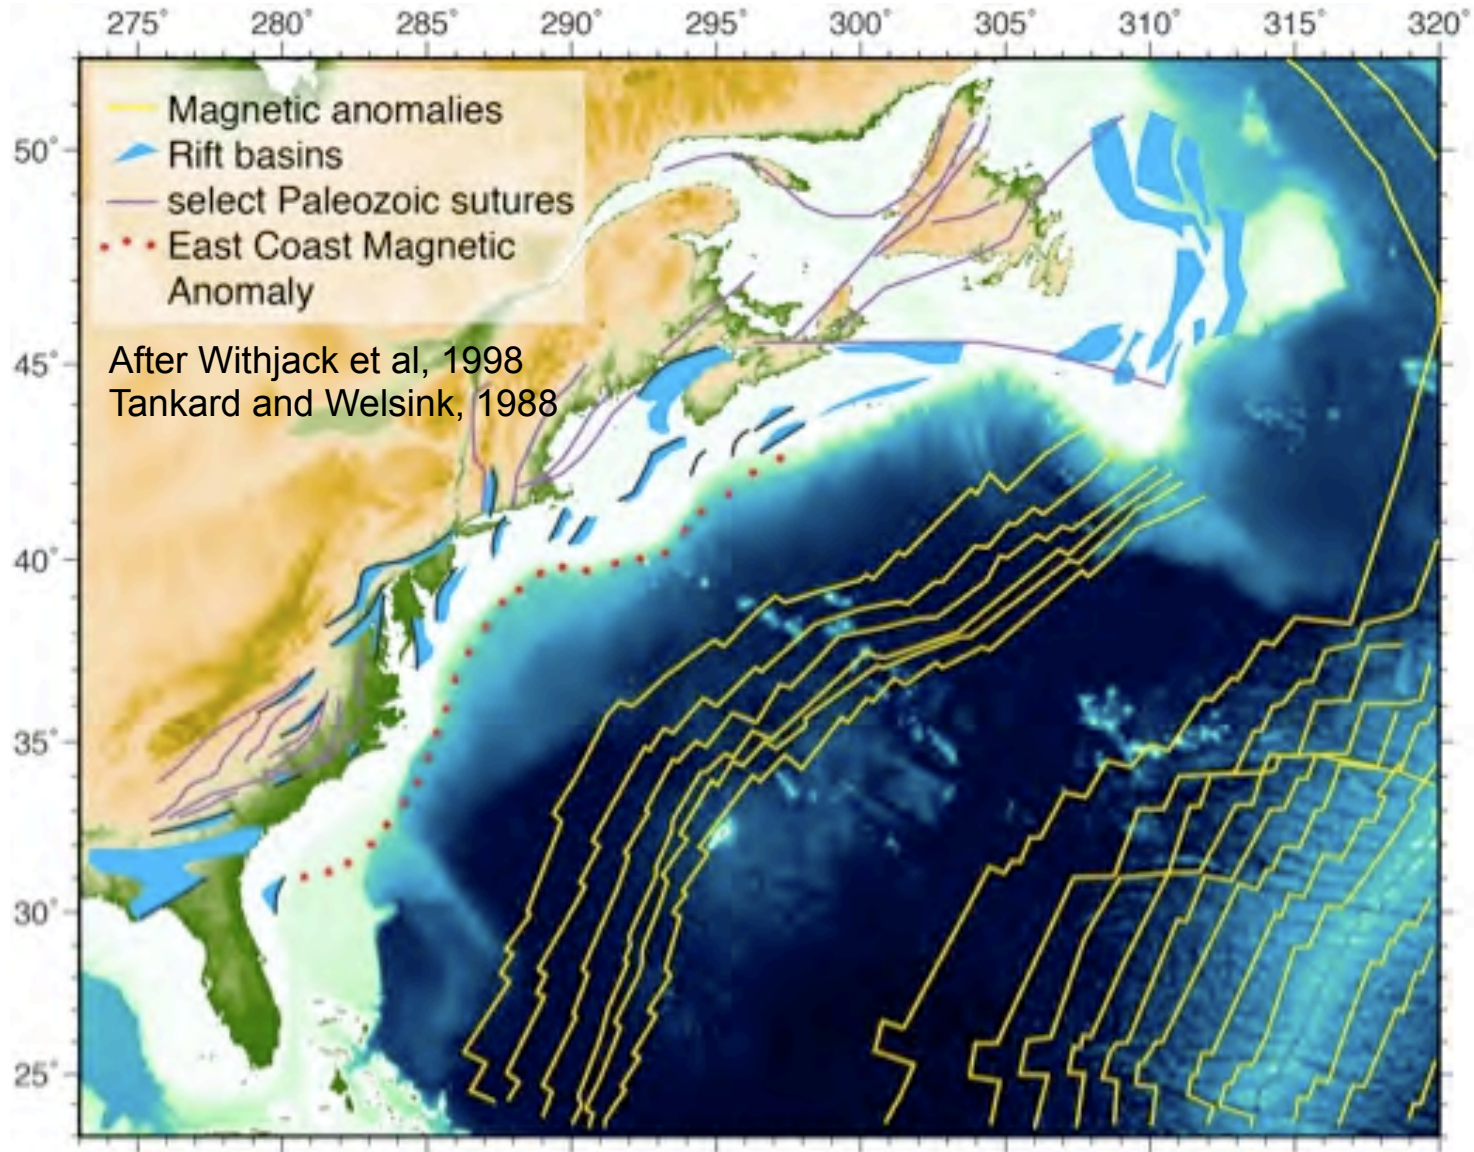 275˚ 280˚ 285˚ 290˚ 295˚ 300˚ 305˚ 310˚ 315˚ 320˚
Magnetic anomalies
50˚
Rift basins
select Paleozoic sutures
East Coast Magnetic
Anomaly
After Withjack et al, 1998
45˚
Tankard and Welsink, 1988
40˚
35˚
30˚
25˚